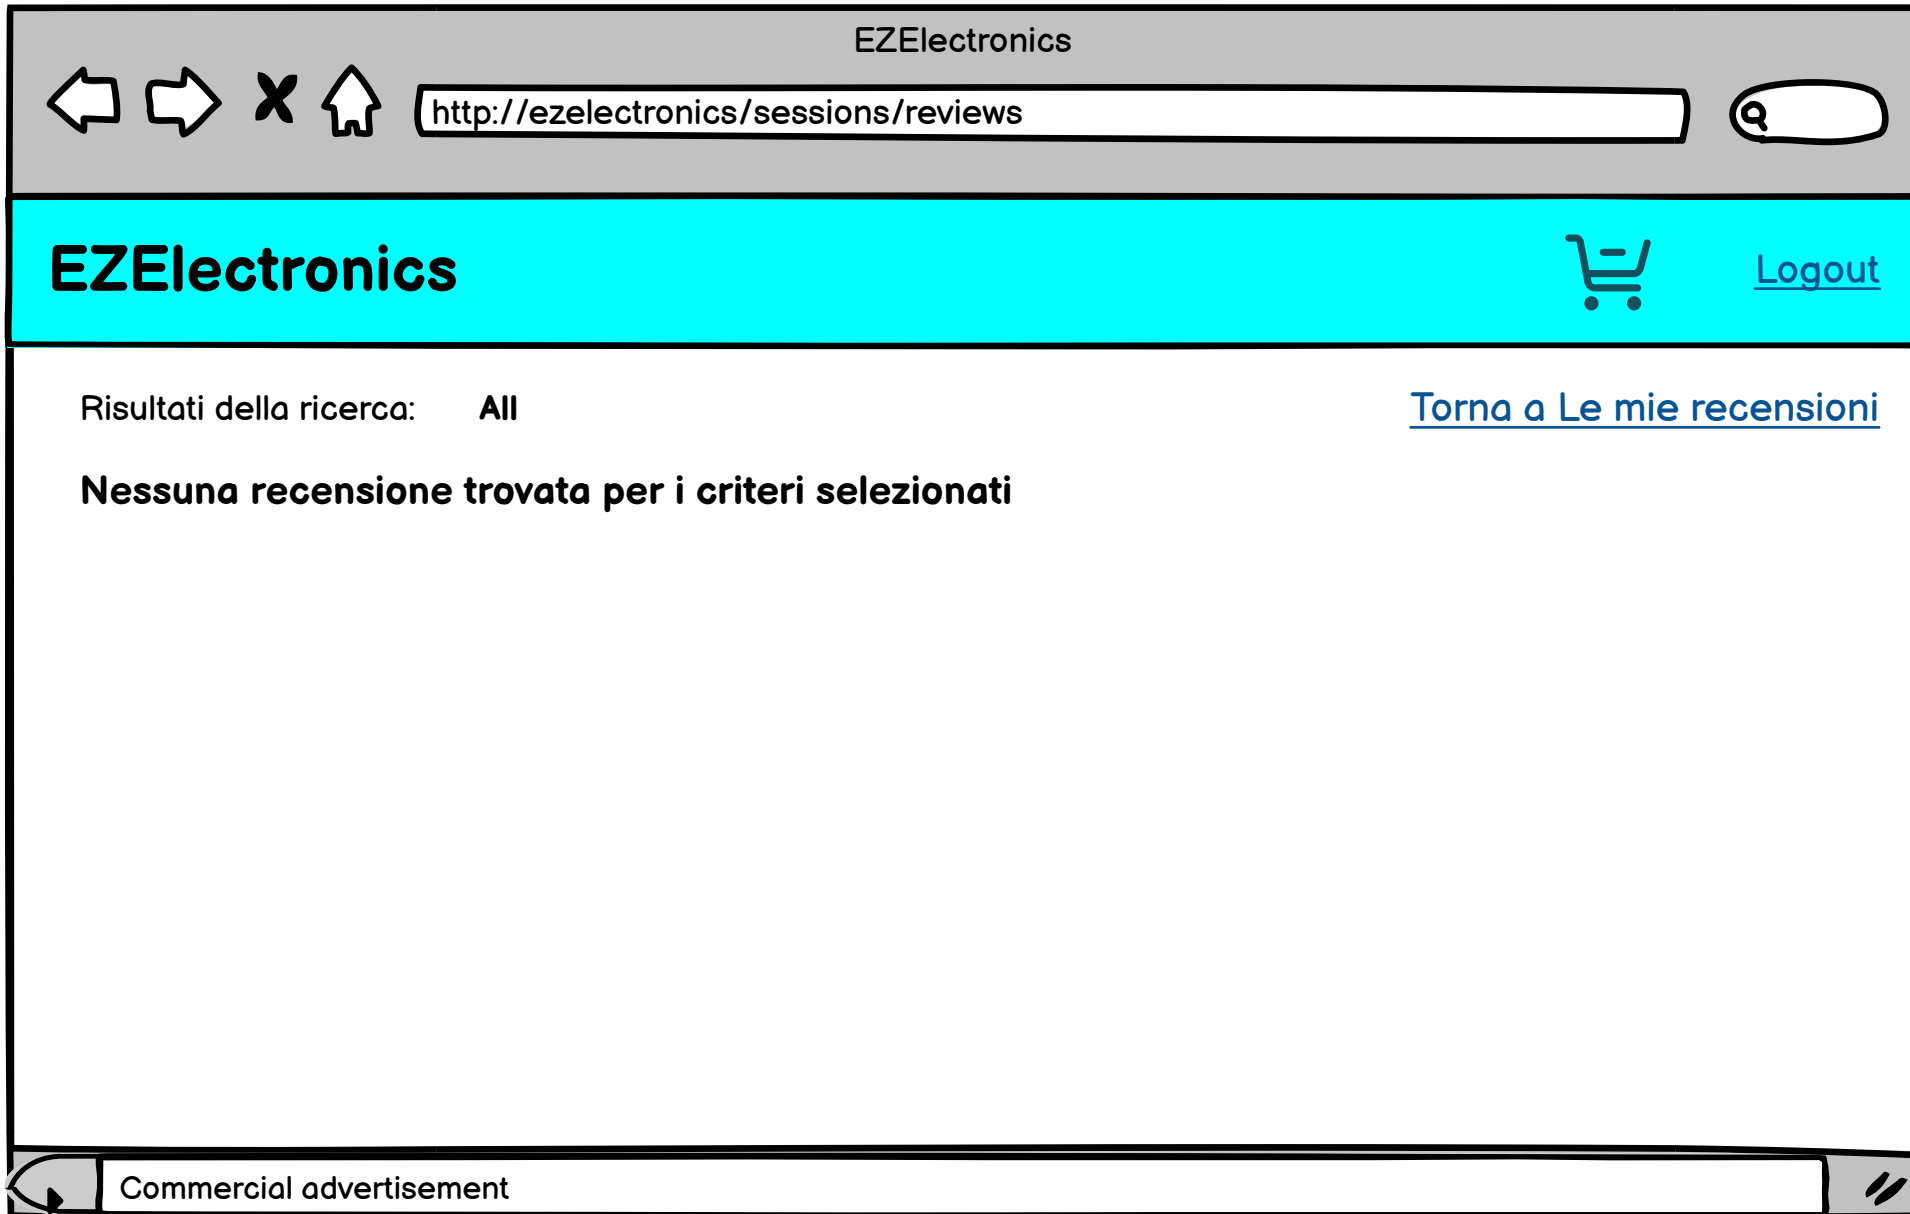 EZElectronics
http://ezelectronics/sessions/reviews
EZElectronics
Logout
Risultati della ricerca: All
Torna a Le mie recensioni
Nessuna recensione trovata per i criteri selezionati
Commercial advertisement